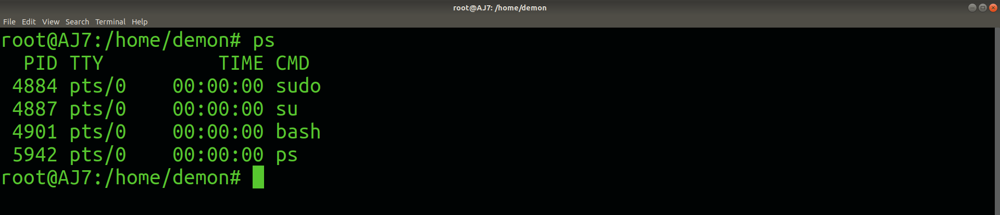 root@AJ7: /home/demon
File Edit View Search Terminal Help
root@AJ7:/home/demon# ps
  PID TTY          TIME CMD
 4884 pts/0    00:00:00 sudo
 4887 pts/0    00:00:00 su
 4901 pts/0    00:00:00 bash
 5942 pts/0    00:00:00 ps
root@AJ7:/home/demon#